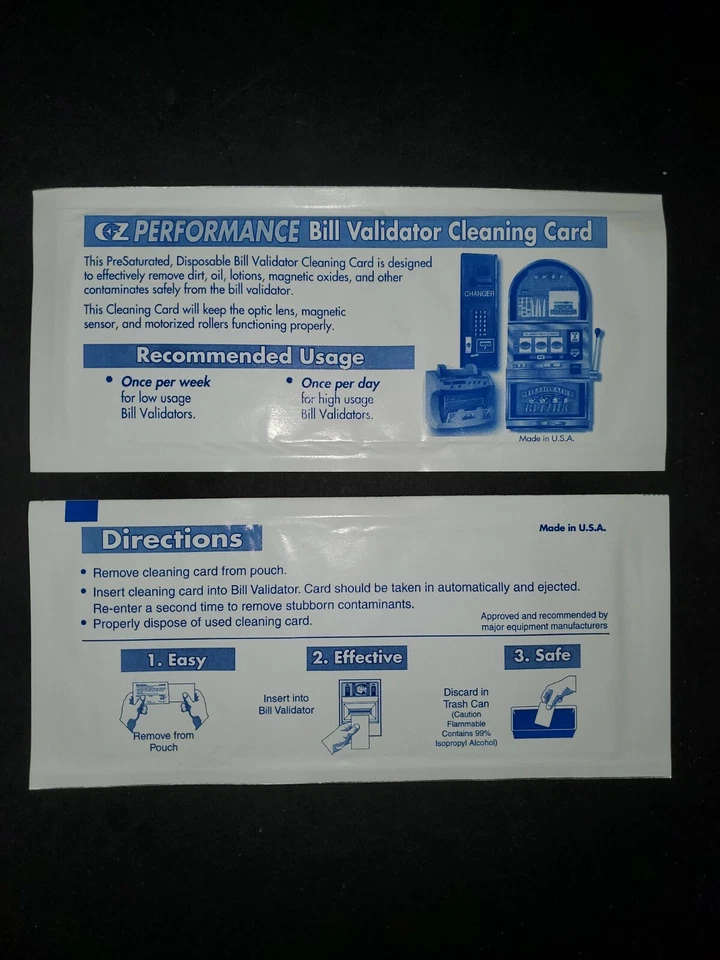 EZ PERFORMANCE Bill Validator Cleaning Card
This PreSaturated, Disposable Bill Validator Cleaning Card is designed
to effectively remove dirt, oil, lotions, magnetic oxides, and other
contaminates safely from the bill validator.
This Cleaning Card will keep the optic lens, magnetic
sensor, and motorized rollers functioning properly.
CHANGER
Recommended Usage
• Once per week
for low usage
Bill Validators.
• Once per day
for high usage
Bill Validators.
Made in U.S.A.
Directions
Made in U.S.A.
• Remove cleaning card from pouch.
• Insert cleaning card into Bill Validator. Card should be taken in automatically and ejected.
Re-enter a second time to remove stubborn contaminants.
• Properly dispose of used cleaning card.
Approved and recommended by
major equipment manufacturers
1. Easy
Remove from
Pouch
2. Effective
Insert into
Bill Validator
3. Safe
Discard in
Trash Can
(Caution
Flammable
Contains 99%
Isopropyl Alcohol)